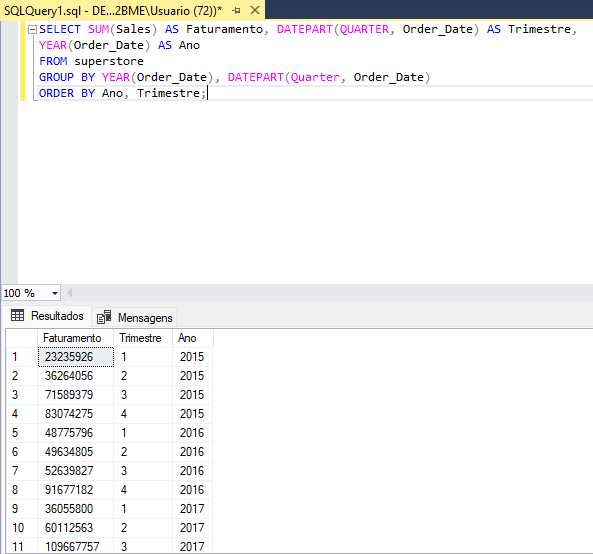 SQLQuery1.sql - DE...2BME\Usuario (72))*
SELECT SUM(Sales) AS Faturamento, DATEPART(QUARTER, Order_Date) AS Trimestre,
YEAR(Order_Date) AS Ano
FROM superstore
GROUP BY YEAR(Order_Date), DATEPART(Quarter, Order_Date)
ORDER BY Ano, Trimestre;
100 %
Resultados Mensagens
Faturamento Trimestre Ano
1 23235926 1 2015
2 36264056 2 2015
3 71589379 3 2015
4 83074275 4 2015
5 48775796 1 2016
6 49634805 2 2016
7 52639827 3 2016
8 91677182 4 2016
9 36055800 1 2017
10 60112563 2 2017
11 109667757 3 2017